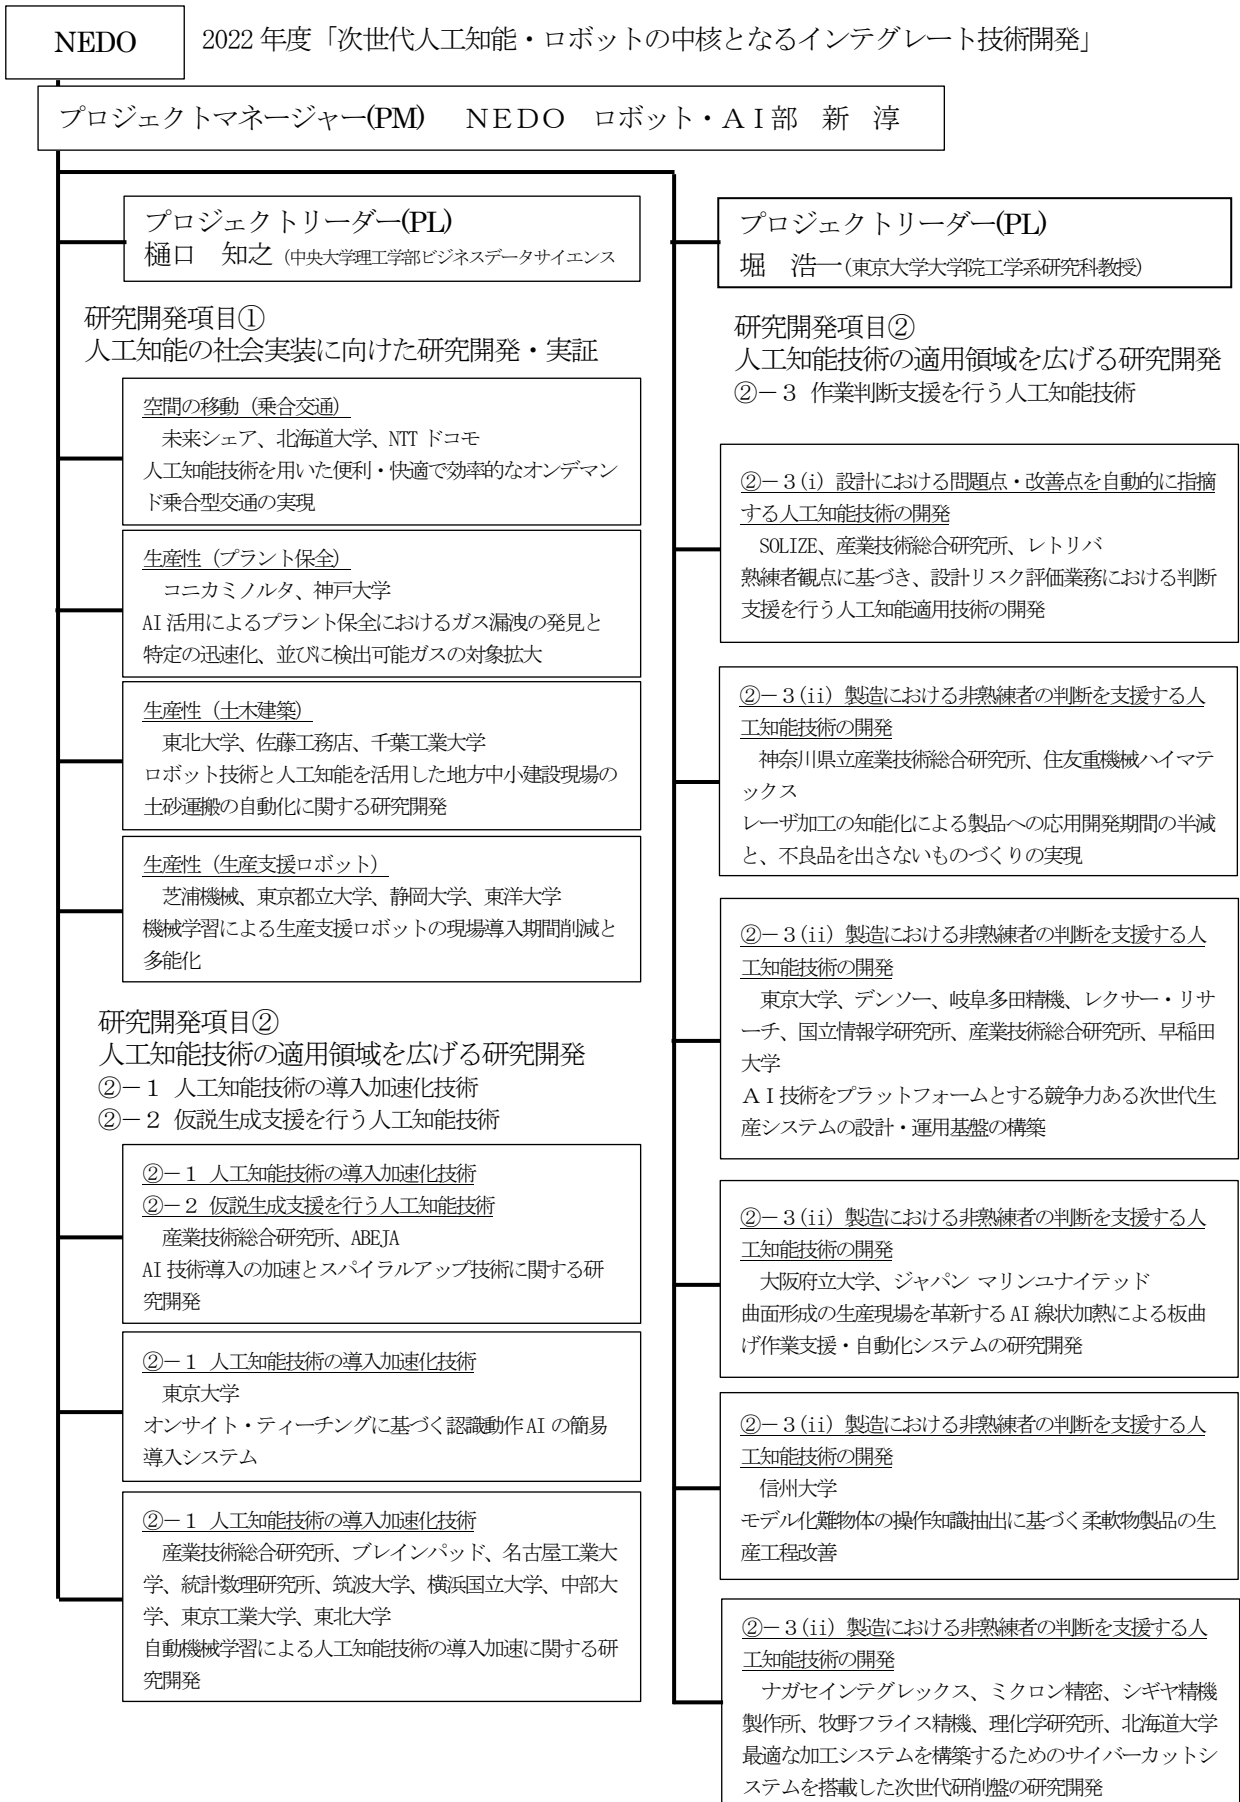 NEDO
2022 年度「次世代人工知能・ロボットの中核となるインテグレート技術開発」
プロジェクトマネージャー(PM)　ＮＥＤＯ　ロボット・ＡＩ部　新　淳
プロジェクトリーダー(PL)
樋口　知之（中央大学理工学部ビジネスデータサイエンス
研究開発項目①
人工知能の社会実装に向けた研究開発・実証
空間の移動（乗合交通）
未来シェア、北海道大学、NTT ドコモ
人工知能技術を用いた便利・快適で効率的なオンデマン
ド乗合型交通の実現
生産性（プラント保全）
コニカミノルタ、神戸大学
AI 活用によるプラント保全におけるガス漏洩の発見と
特定の迅速化、並びに検出可能ガスの対象拡大
生産性（土木建築）
東北大学、佐藤工務店、千葉工業大学
ロボット技術と人工知能を活用した地方中小建設現場の
土砂運搬の自動化に関する研究開発
生産性（生産支援ロボット）
芝浦機械、東京都立大学、静岡大学、東洋大学
機械学習による生産支援ロボットの現場導入期間削減と
多能化
研究開発項目②
人工知能技術の適用領域を広げる研究開発
②－１ 人工知能技術の導入加速化技術
②－２ 仮説生成支援を行う人工知能技術
②－１ 人工知能技術の導入加速化技術
②－２ 仮説生成支援を行う人工知能技術
産業技術総合研究所、ABEJA
AI 技術導入の加速とスパイラルアップ技術に関する研
究開発
②－１ 人工知能技術の導入加速化技術
東京大学
オンサイト・ティーチングに基づく認識動作 AI の簡易
導入システム
②－１ 人工知能技術の導入加速化技術
産業技術総合研究所、ブレインパッド、名古屋工業大
学、統計数理研究所、筑波大学、横浜国立大学、中部大
学、東京工業大学、東北大学
自動機械学習による人工知能技術の導入加速に関する研
究開発
プロジェクトリーダー(PL)
堀　浩一（東京大学大学院工学系研究科教授）
研究開発項目②
人工知能技術の適用領域を広げる研究開発
②－３ 作業判断支援を行う人工知能技術
②－３(i) 設計における問題点・改善点を自動的に指摘
する人工知能技術の開発
SOLIZE、産業技術総合研究所、レトリバ
熟練者観点に基づき、設計リスク評価業務における判断
支援を行う人工知能適用技術の開発
②－３(ii) 製造における非熟練者の判断を支援する人
工知能技術の開発
神奈川県立産業技術総合研究所、住友重機械ハイマテ
ックス
レーザ加工の知能化による製品への応用開発期間の半減
と、不良品を出さないものづくりの実現
②－３(ii) 製造における非熟練者の判断を支援する人
工知能技術の開発
東京大学、デンソー、岐阜多田精機、レクサー・リサ
ーチ、国立情報学研究所、産業技術総合研究所、早稲田
大学
ＡＩ技術をプラットフォームとする競争力ある次世代生
産システムの設計・運用基盤の構築
②－３(ii) 製造における非熟練者の判断を支援する人
工知能技術の開発
大阪府立大学、ジャパン マリンユナイテッド
曲面形成の生産現場を革新する AI 線状加熱による板曲
げ作業支援・自動化システムの研究開発
②－３(ii) 製造における非熟練者の判断を支援する人
工知能技術の開発
信州大学
モデル化難物体の操作知識抽出に基づく柔軟物製品の生
産工程改善
②－３(ii) 製造における非熟練者の判断を支援する人
工知能技術の開発
ナガセインテグレックス、ミクロン精密、シギヤ精機
製作所、牧野フライス精機、理化学研究所、北海道大学
最適な加工システムを構築するためのサイバーカットシ
ステムを搭載した次世代研削盤の研究開発